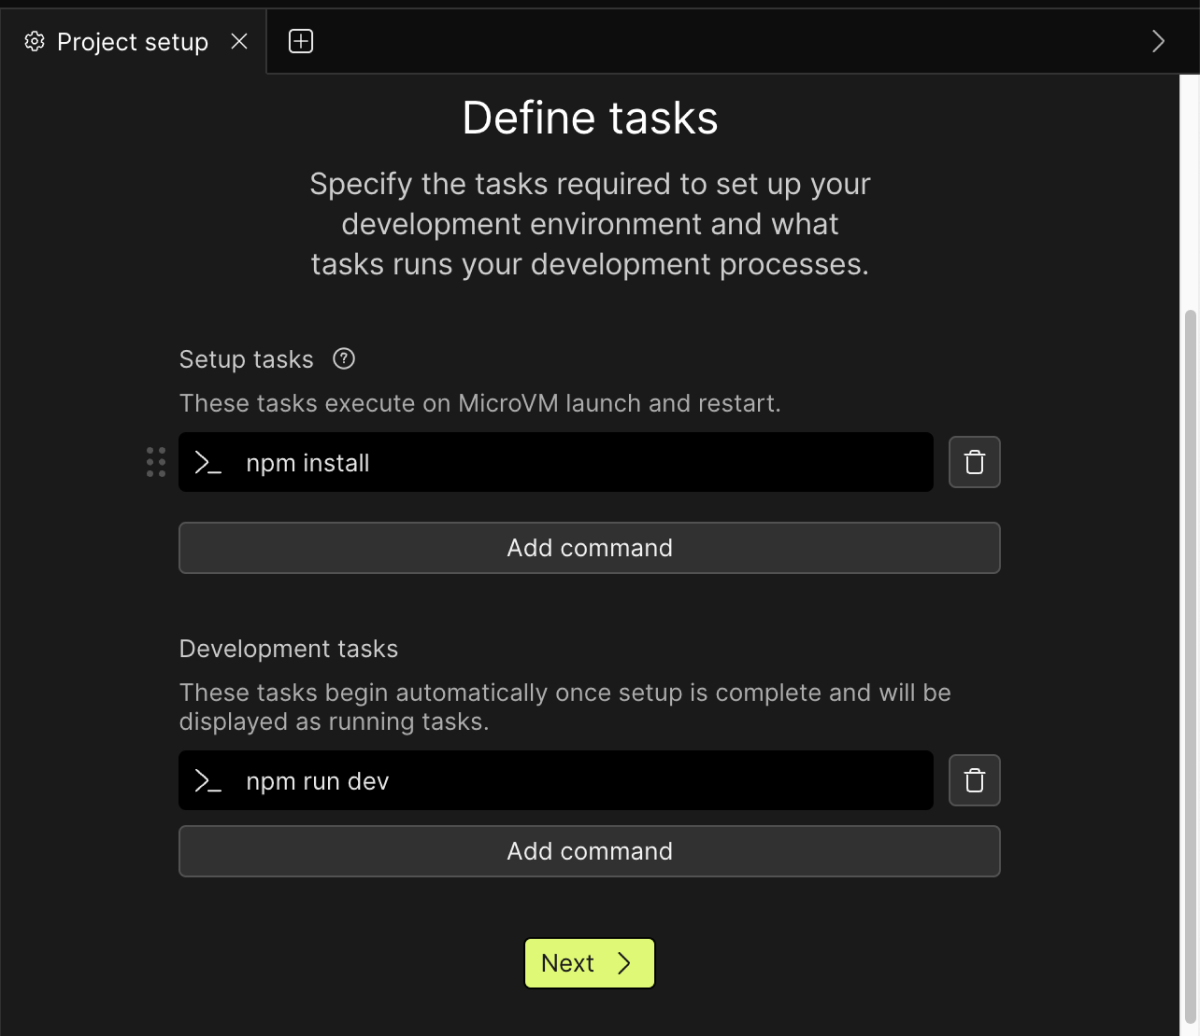 Project setup
Define tasks
Specify the tasks required to set up your
development environment and what
tasks runs your development processes.
Setup tasks
These tasks execute on MicroVM launch and restart.
npm install
Add command
Development tasks
These tasks begin automatically once setup is complete and will be
displayed as running tasks.
npm run dev
Add command
Next